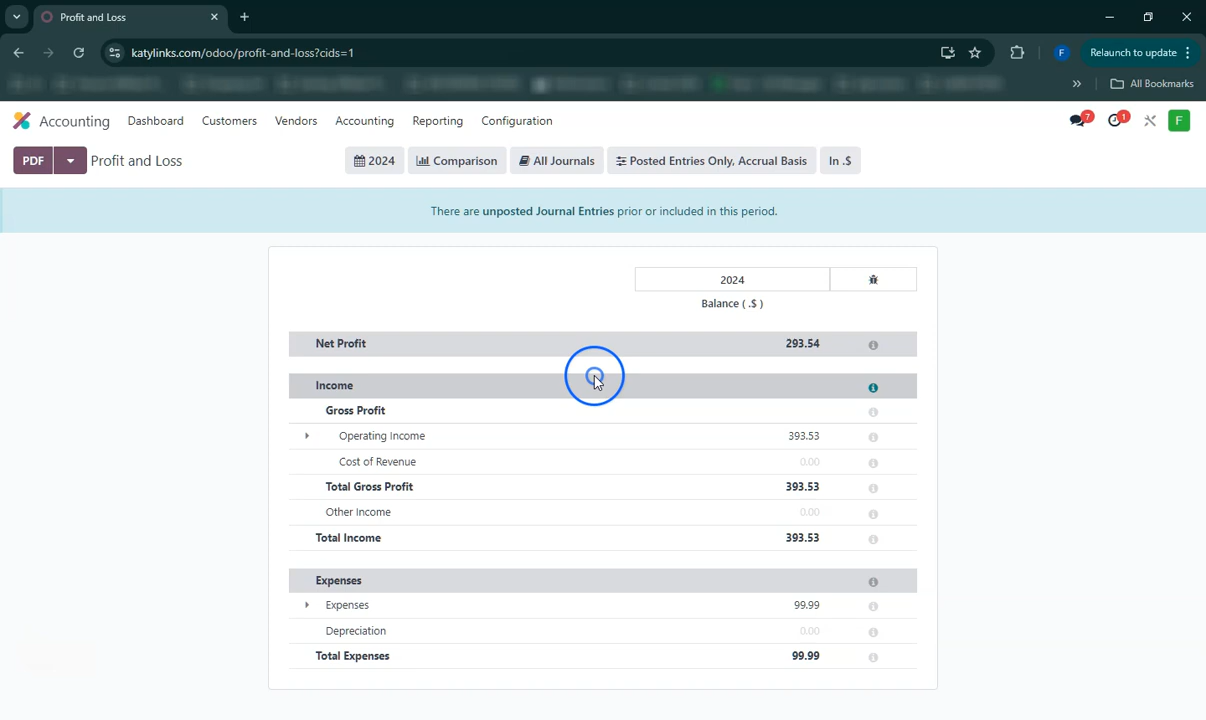 Profit and Loss
katylinks.com/odoo/profit-and-loss?cids=1
F
Relaunch to update
All Bookmarks
Accounting Dashboard Customers Vendors Accounting Reporting Configuration
7
1
F
PDF
Profit and Loss
2024
Comparison
All Journals
Posted Entries Only, Accrual Basis
In .$
There are unposted Journal Entries prior or included in this period.
2024
Balance ( .$ )
Net Profit 293.54
Income
Gross Profit
Operating Income 393.53
Cost of Revenue 0.00
Total Gross Profit 393.53
Other Income 0.00
Total Income 393.53
Expenses
Expenses 99.99
Depreciation 0.00
Total Expenses 99.99